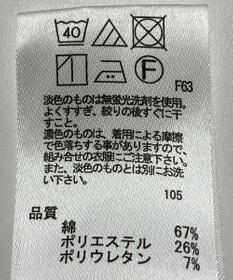 40
F
F63
淡色のものは無蛍光洗剤を使用。
よくすすぎ、絞りの後すぐに干
すこと。
濃色のものは、着用による摩擦
で色落ちする事がありますので、
組み合せの衣服にご注意下さい。
また、淡色のものとは別にお洗
い下さい。
105
品質
綿 67%
ポリエステル 26%
ポリウレタン 7%